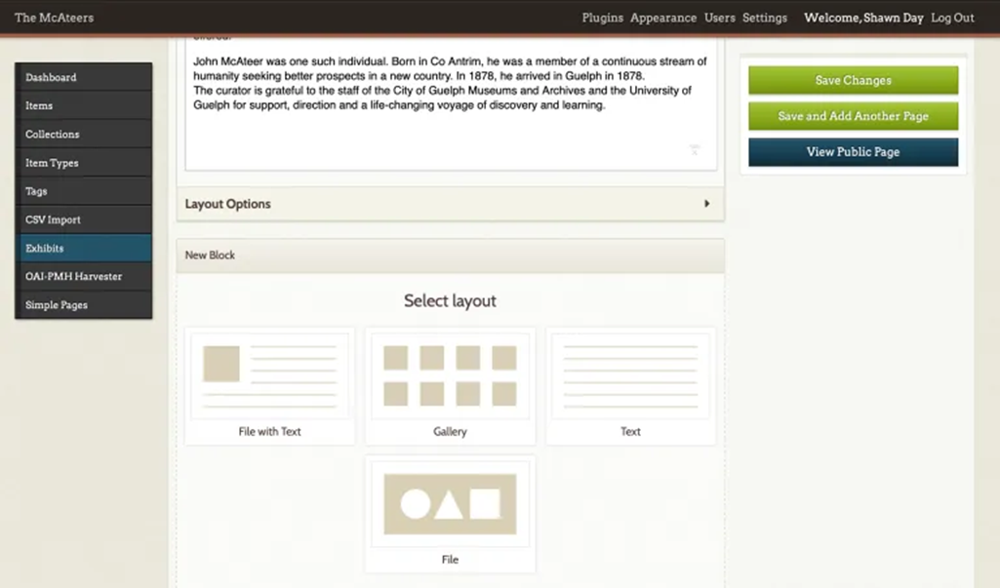 The McAteers
Plugins Appearance Users Settings Welcome, Shawn Day Log Out
Dashboard
Items
Collections
Item Types
Tags
CSV Import
Exhibits
OAI-PMH Harvester
Simple Pages
offered.
John McAteer was one such individual. Born in Co Antrim, he was a member of a continuous stream of
humanity seeking better prospects in a new country. In 1878, he arrived in Guelph in 1878.
The curator is grateful to the staff of the City of Guelph Museums and Archives and the University of
Guelph for support, direction and a life-changing voyage of discovery and learning.
Layout Options
New Block
Select layout
File with Text
Gallery
Text
File
Save Changes
Save and Add Another Page
View Public Page